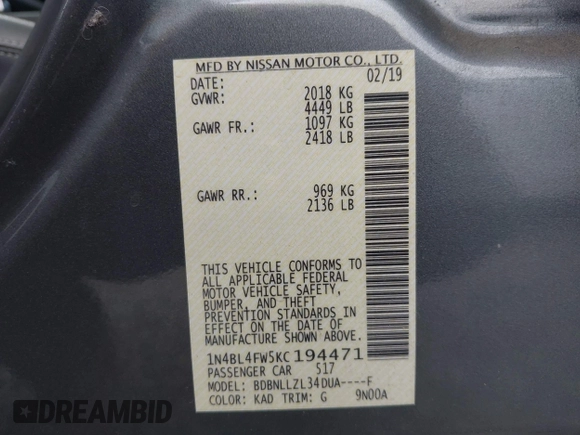 MFD BY NISSAN MOTOR CO., LTD.
DATE: 02/19
GVWR: 2018 KG
4449 LB
GAWR FR.: 1097 KG
2418 LB
GAWR RR.: 969 KG
2136 LB
THIS VEHICLE CONFORMS TO
ALL APPLICABLE FEDERAL
MOTOR VEHICLE SAFETY,
BUMPER, AND THEFT
PREVENTION STANDARDS IN
EFFECT ON THE DATE OF
MANUFACTURE SHOWN ABOVE.
1N4BL4FW5KC194471
PASSENGER CAR 517
MODEL: BDBNLLZL34DUA----F
COLOR: KAD TRIM: G 9N00A
AUTOBIDFAX